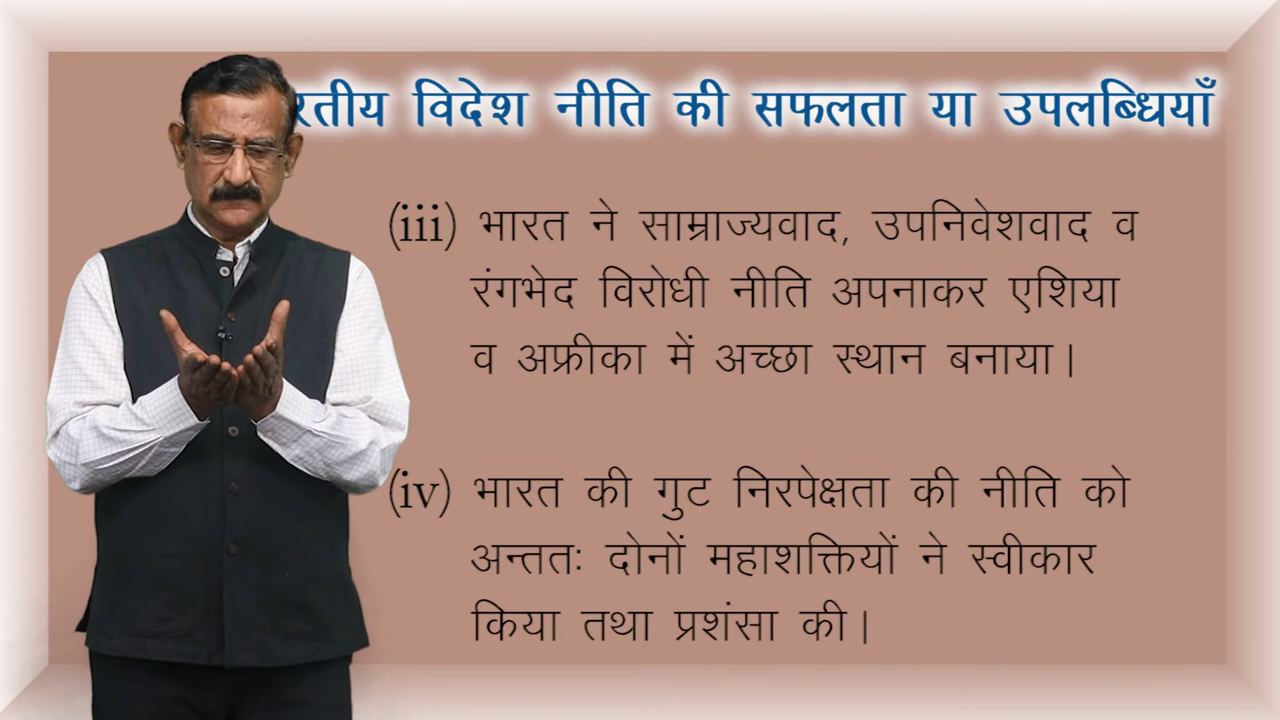 विदेश नीति की सफलता या उपलब्धियाँ
(iii) भारत ने साम्राज्यवाद, उपनिवेशवाद व
रंगभेद विरोधी नीति अपनाकर एशिया
व अफ्रीका में अच्छा स्थान बनाया।
(iv) भारत की गुट निरपेक्षता की नीति को
अन्ततः दोनों महाशक्तियों ने स्वीकार
किया तथा प्रशंसा की।